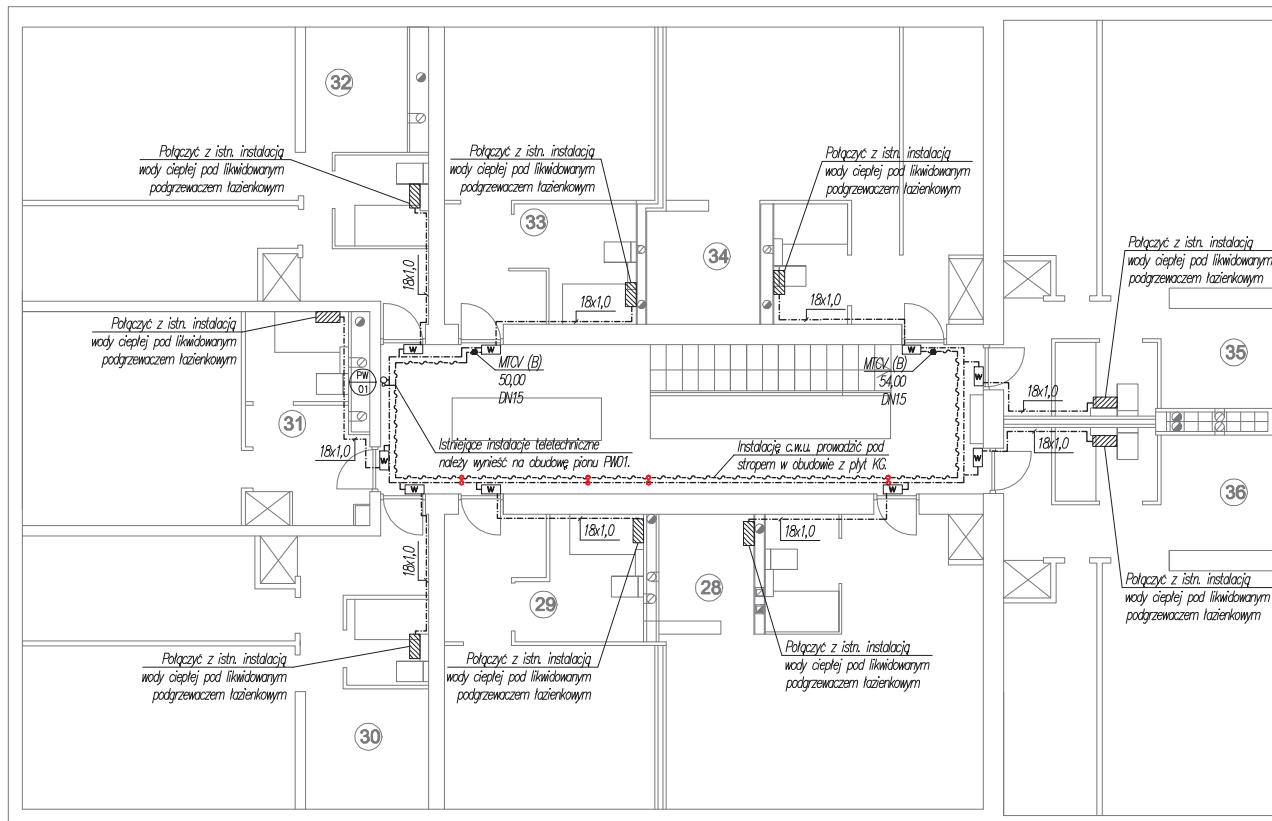 32
Połączyć z istn. instalacją
wody ciepłej pod likwidowanym
podgrzewaczem łazienkowym
Połączyć z istn. instalacją
wody ciepłej pod likwidowanym
podgrzewaczem łazienkowym
Połączyć z istn. instalacją
wody ciepłej pod likwidowanym
podgrzewaczem łazienkowym
33
34
18x1,0
18x1,0
18x1,0
Połączyć z istn. instalacją
wody ciepłej pod likwidowanym
podgrzewaczem łazienkowym
Połączyć z istn. instalacją
wody ciepłej pod likwidowanym
podgrzewaczem łazienkowym
35
W
W
W
MTCV (B)
50,00
DN15
MTCV (B)
54,00
DN15
W
PW
01
18x1,0
31
18x1,0
Istniejące instalacje teletechniczne
należy wynieść na obudowę pionu PW01.
Instalację c.w.u. prowadzić pod
stropem w obudowie z płyt KG.
18x1,0
W
W
W
W
W
36
18x1,0
18x1,0
18x1,0
29
28
Połączyć z istn. instalacją
wody ciepłej pod likwidowanym
podgrzewaczem łazienkowym
Połączyć z istn. instalacją
wody ciepłej pod likwidowanym
podgrzewaczem łazienkowym
Połączyć z istn. instalacją
wody ciepłej pod likwidowanym
podgrzewaczem łazienkowym
Połączyć z istn. instalacją
wody ciepłej pod likwidowanym
podgrzewaczem łazienkowym
30